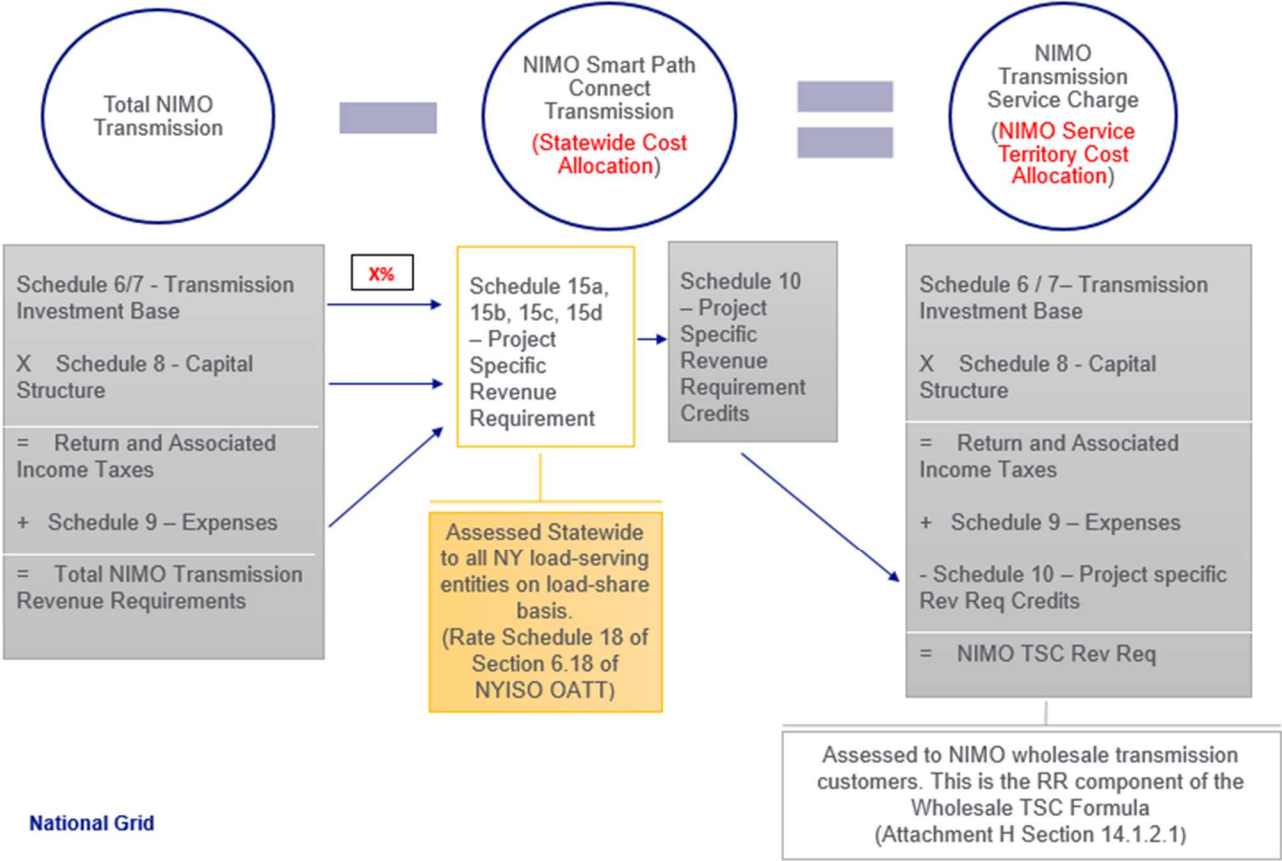 Total NIMO
Transmission
NIMO Smart Path
Connect
Transmission
(Statewide Cost
Allocation)
NIMO
Transmission
Service Charge
(NIMO Service
Territory Cost
Allocation)
Schedule 6/7 - Transmission
Investment Base
X Schedule 8 - Capital
Structure
= Return and Associated
Income Taxes
+ Schedule 9 – Expenses
= Total NIMO Transmission
Revenue Requirements
X%
Schedule 15a,
15b, 15c, 15d
– Project
Specific
Revenue
Requirement
Schedule 10
– Project
Specific
Revenue
Requirement
Credits
Schedule 6 / 7– Transmission
Investment Base
X Schedule 8 - Capital
Structure
= Return and Associated
Income Taxes
+ Schedule 9 – Expenses
- Schedule 10 – Project specific
Rev Req Credits
= NIMO TSC Rev Req
Assessed Statewide
to all NY load-serving
entities on load-share
basis.
(Rate Schedule 18 of
Section 6.18 of
NYISO OATT)
Assessed to NIMO wholesale transmission
customers. This is the RR component of the
Wholesale TSC Formula
(Attachment H Section 14.1.2.1)
National Grid